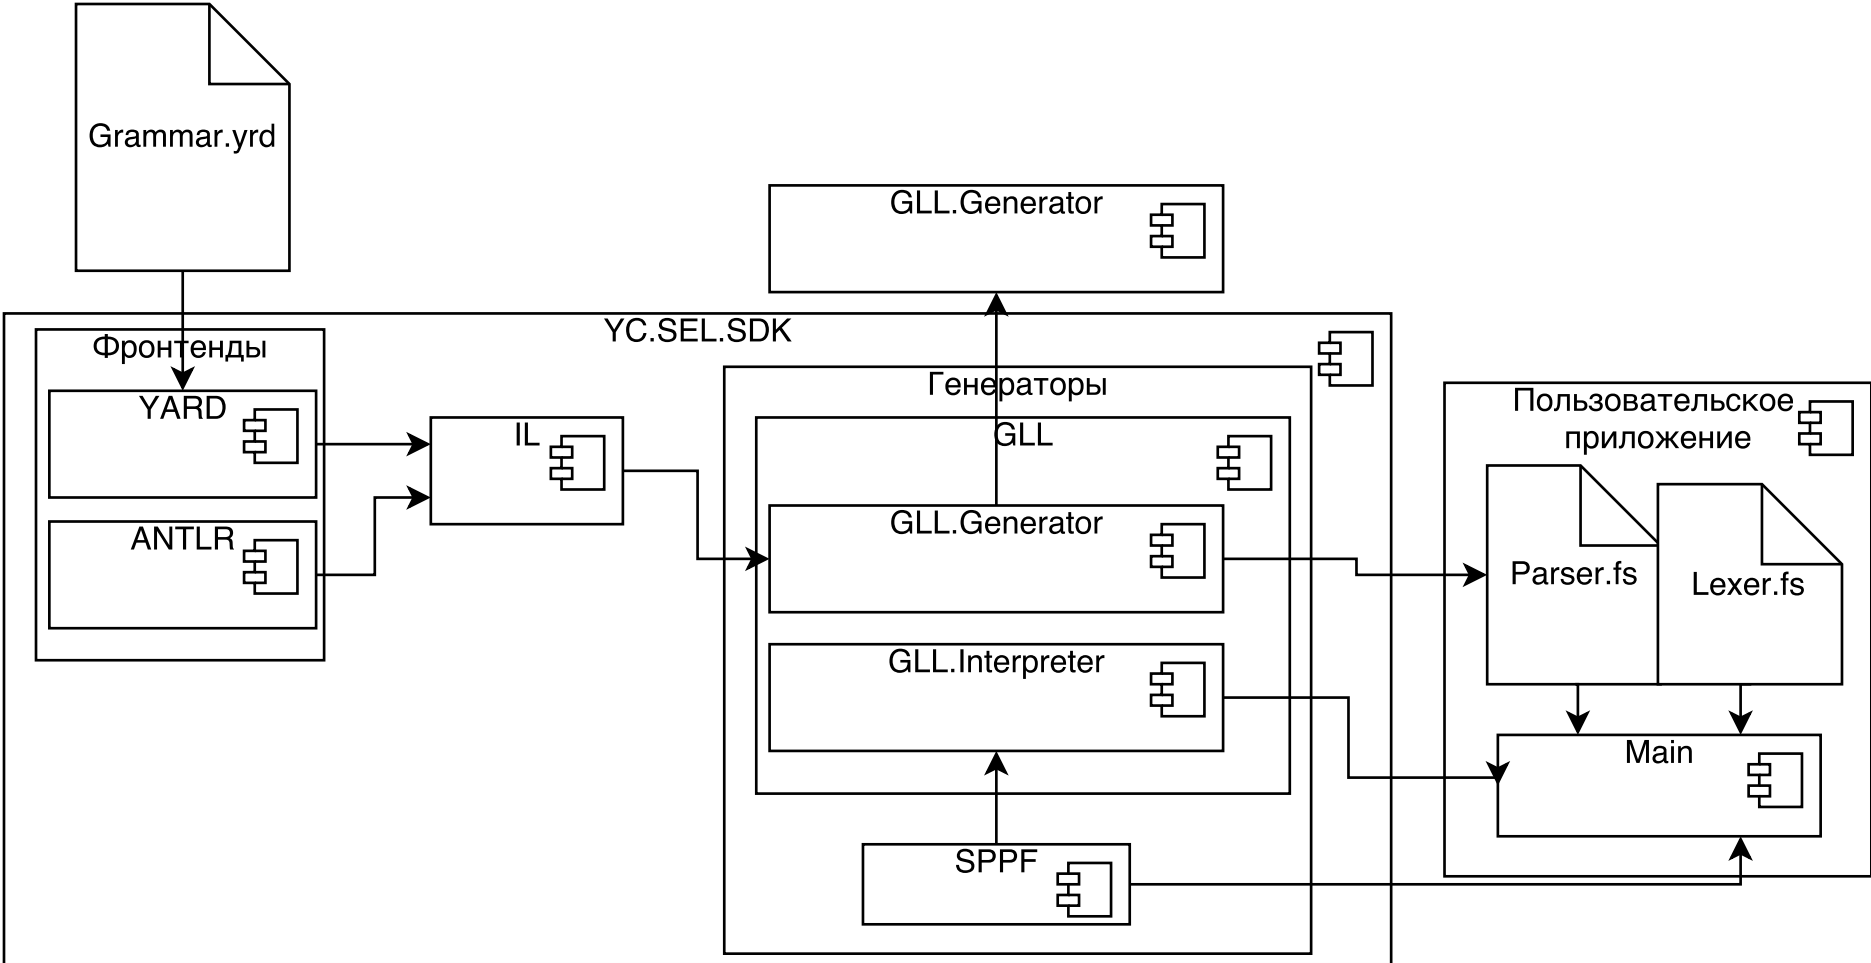 Grammar.yrd
GLL.Generator
YC.SEL.SDK
Фронтенды
YARD
ANTLR
IL
Генераторы
GLL
GLL.Generator
GLL.Interpreter
SPPF
Пользовательское
приложение
Parser.fs
Lexer.fs
Main